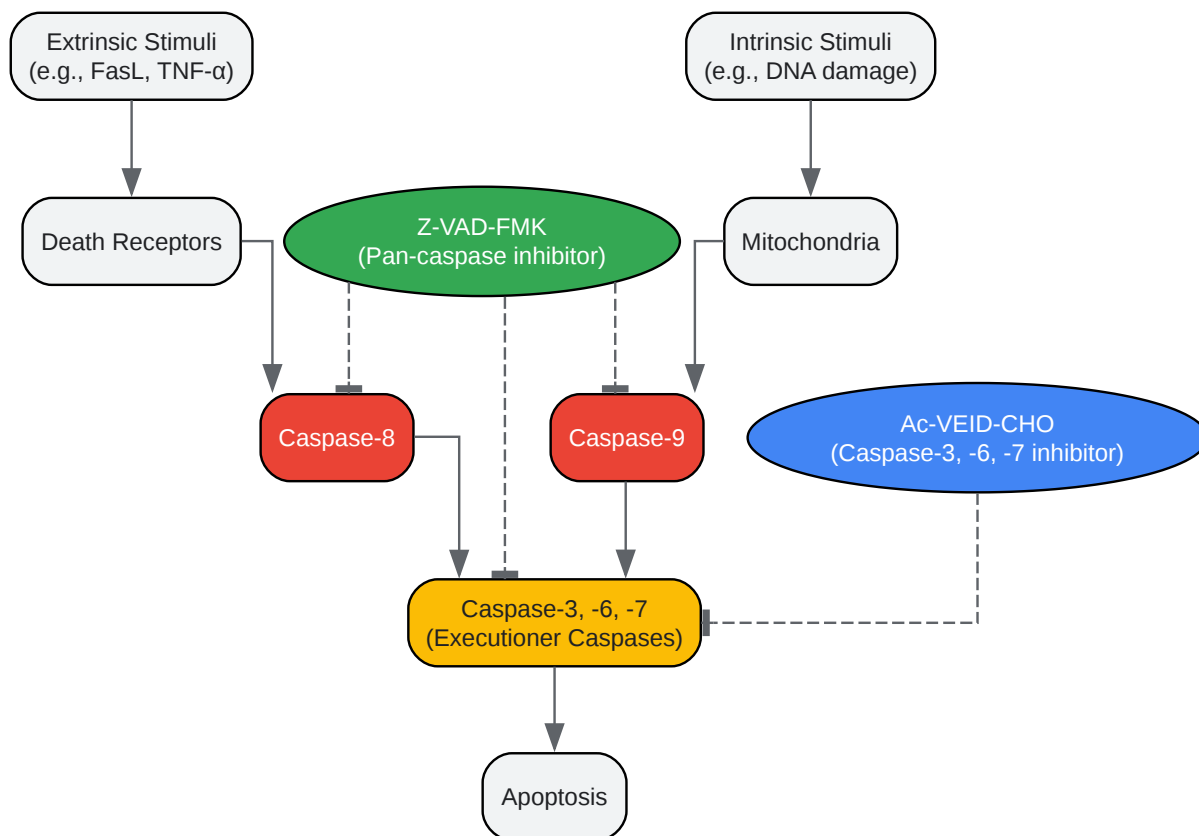 Extrinsic Stimuli
(e.g., FasL, TNF-α)
Intrinsic Stimuli
(e.g., DNA damage)
Death Receptors
Z-VAD-FMK
(Pan-caspase inhibitor)
Mitochondria
Caspase-8
Caspase-9
Ac-VEID-CHO
(Caspase-3, -6, -7 inhibitor)
Caspase-3, -6, -7
(Executioner Caspases)
Apoptosis